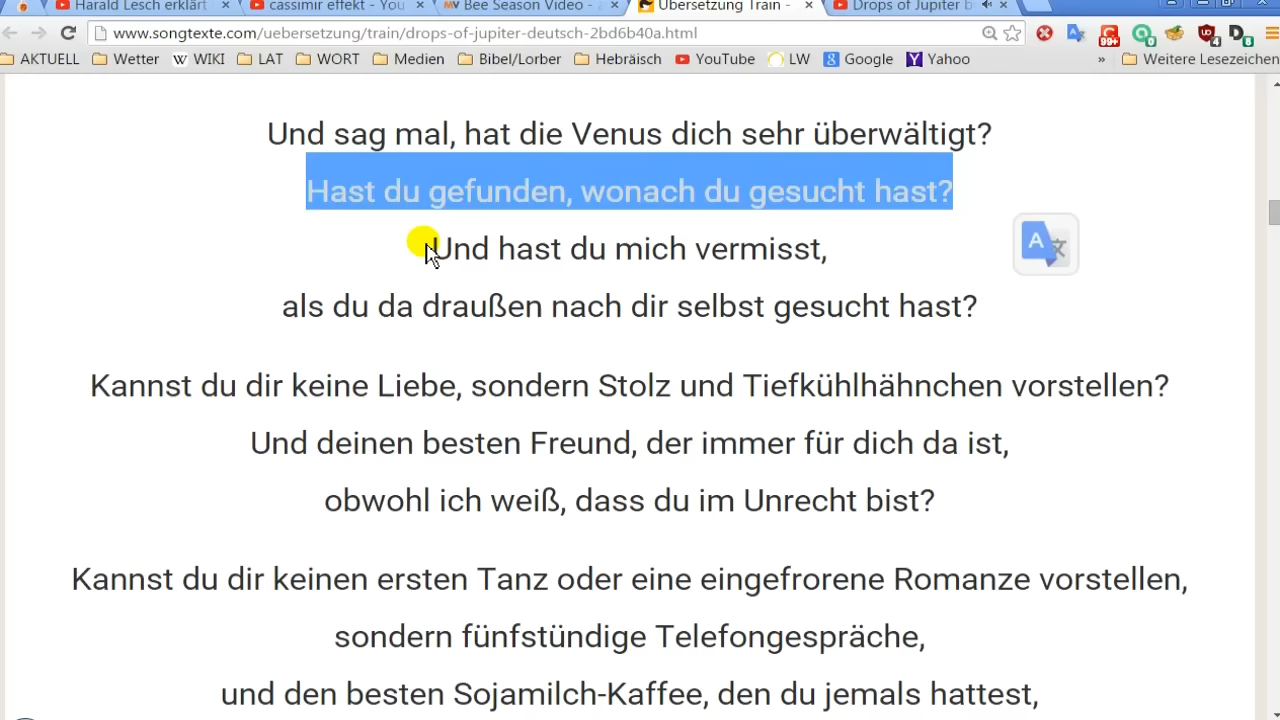 Harald Lesch erklärt
cassimir effekt - You
Bee Season Video -
Übersetzung Train -
Drops of Jupiter b
www.songtexte.com/uebersetzung/train/drops-of-jupiter-deutsch-2bd6b40a.html
AKTUELL Wetter WIKI LAT WORT Medien Bibel/Lorber Hebräisch YouTube LW Google Yahoo » Weitere Lesezeichen
Und sag mal, hat die Venus dich sehr überwältigt?
Hast du gefunden, wonach du gesucht hast?
Und hast du mich vermisst,
als du da draußen nach dir selbst gesucht hast?
Kannst du dir keine Liebe, sondern Stolz und Tiefkühlhähnchen vorstellen?
Und deinen besten Freund, der immer für dich da ist,
obwohl ich weiß, dass du im Unrecht bist?
Kannst du dir keinen ersten Tanz oder eine eingefrorene Romanze vorstellen,
sondern fünfstündige Telefongespräche,
und den besten Sojamilch-Kaffee, den du jemals hattest,